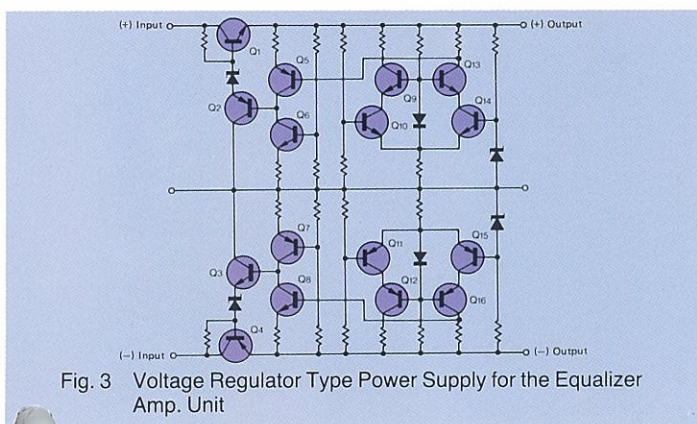 (+) Input
(+) Output
Q1
Q5
Q13
Q2
Q9
Q14
Q6
Q10
Q7
Q11
Q15
Q3
Q8
Q12
Q16
Q4
(−) Input
(−) Output
Fig. 3 Voltage Regulator Type Power Supply for the Equalizer
Amp. Unit